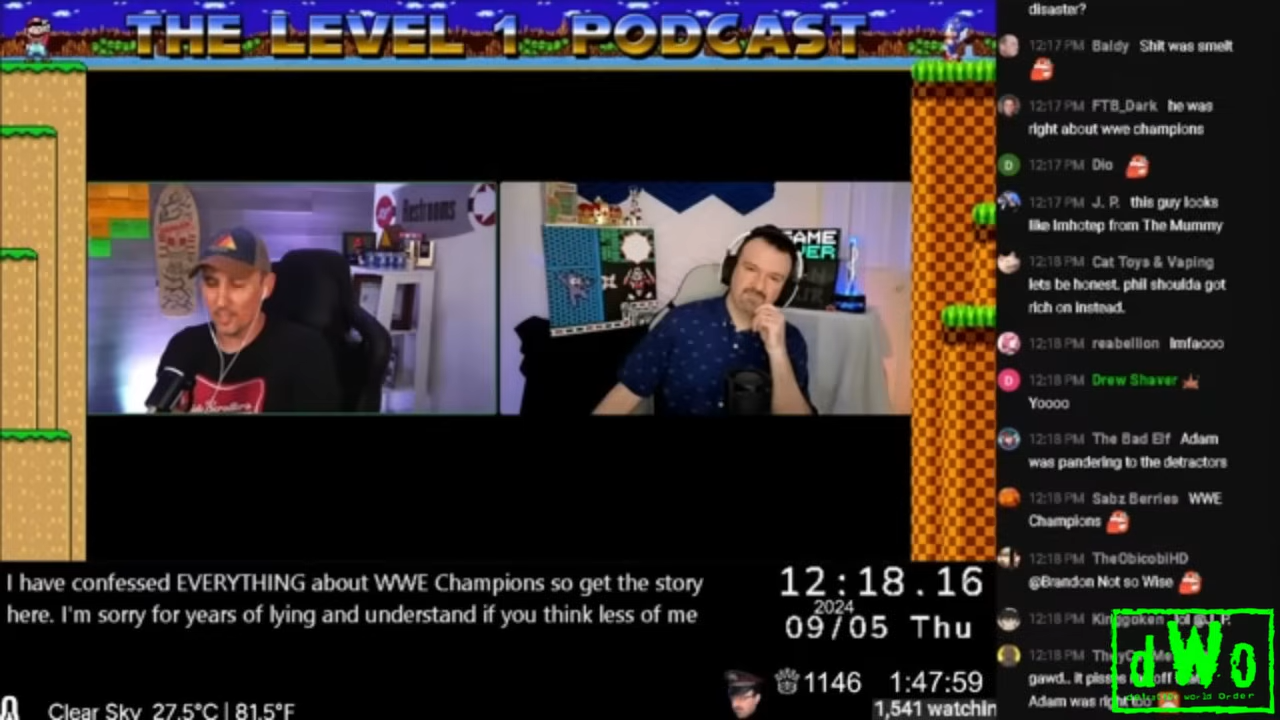 THE LEVEL 1 PODCAST
Restrooms
GAME
OVER
I have confessed EVERYTHING about WWE Champions so get the story
here. I'm sorry for years of lying and understand if you think less of me
12:18.16
2024
09/05 Thu
1146 1:47:59
1,541 watchin
Clear Sky 27.5°C | 81.5°F
disaster?
12:17 PM Baldy Shit was smelt
12:17 PM FTB_Dark he was
right about wwe champions
D 12:17 PM Dio
12:17 PM J. P. this guy looks
like Imhotep from The Mummy
12:18 PM Cat Toys & Vaping
lets be honest. phil shoulda got
rich on instead.
12:18 PM reabellion lmfaooo
D 12:18 PM Drew Shaver
Yoooo
12:18 PM The Bad Elf Adam
was pandering to the detractors
12:18 PM Sabz Berries WWE
Champions
12:18 PM TheObicobiHD
@Brandon Not so Wise
12:18 PM Kinggoken lol @J. P.
12:18 PM
gawd.. it off
Adam was right too
dWo
World Order